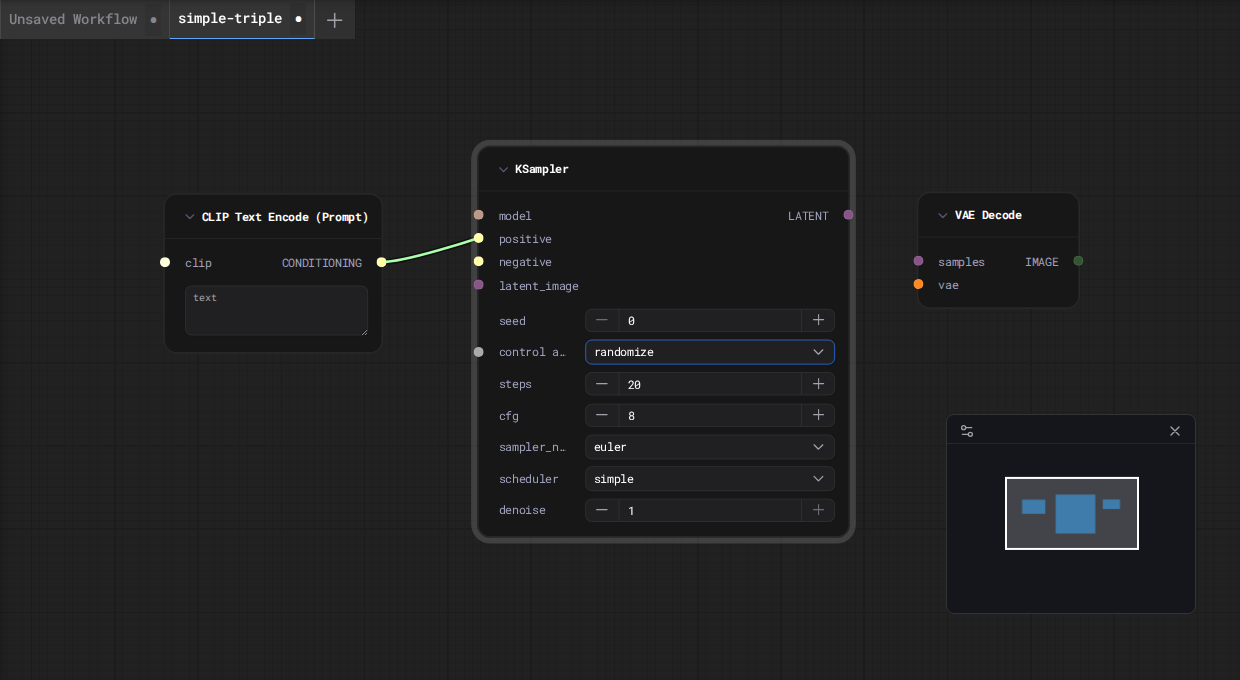 Unsaved Workflow
simple-triple
CLIP Text Encode (Prompt)
clip CONDITIONING
text
KSampler
model LATENT
positive
negative
latent_image
seed 0
control a… randomize
steps 20
cfg 8
sampler_n… euler
scheduler simple
denoise 1
VAE Decode
samples IMAGE
vae